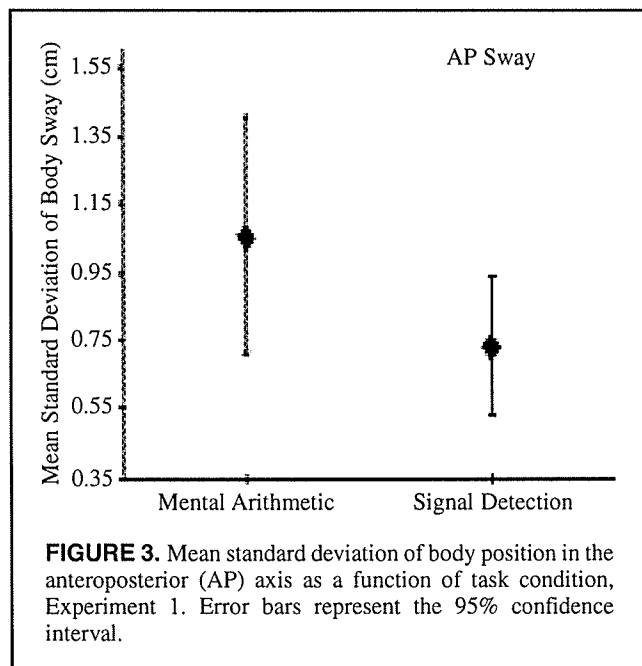 AP Sway
Mean Standard Deviation of Body Sway (cm)
1.55
1.35
1.15
0.95
0.75
0.55
0.35
Mental Arithmetic Signal Detection
FIGURE 3. Mean standard deviation of body position in the
anteroposterior (AP) axis as a function of task condition,
Experiment 1. Error bars represent the 95% confidence
interval.